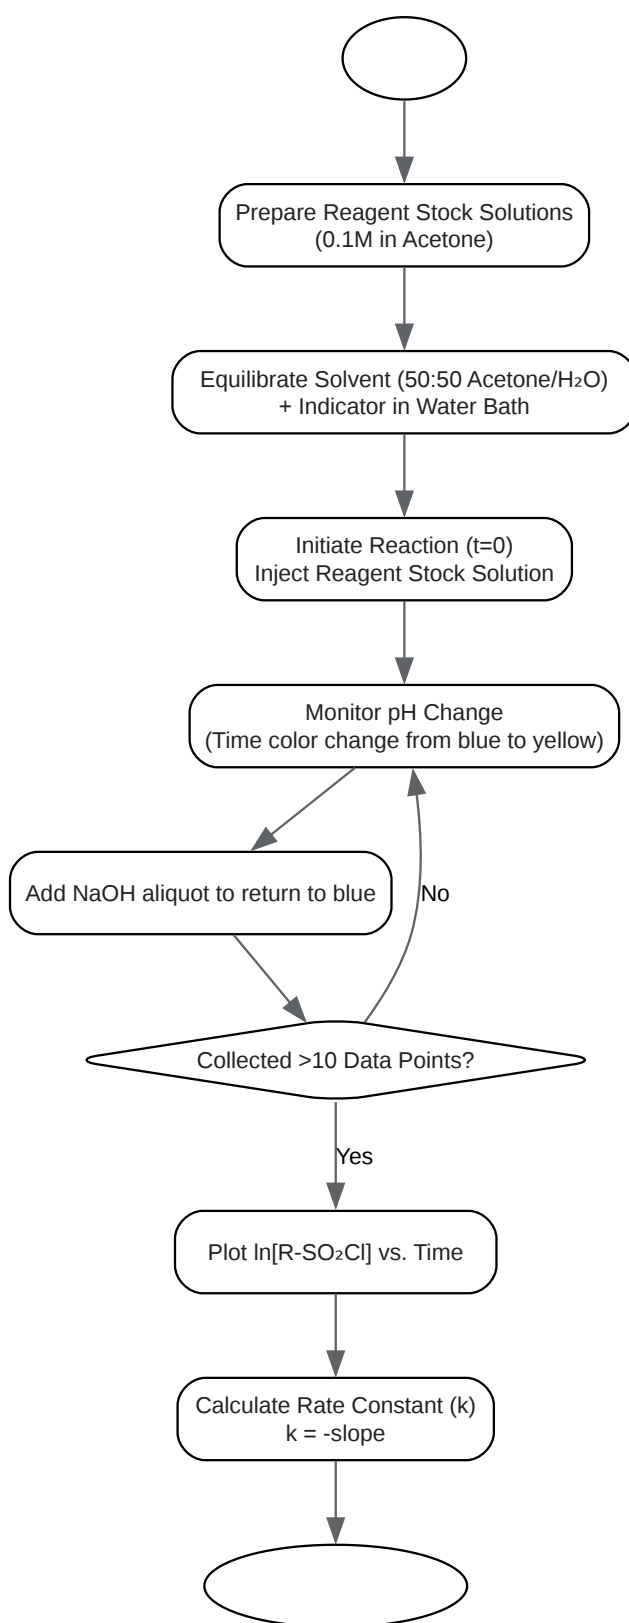 Prepare Reagent Stock Solutions
(0.1M in Acetone)
Equilibrate Solvent (50:50 Acetone/H₂O)
+ Indicator in Water Bath
Initiate Reaction (t=0)
Inject Reagent Stock Solution
Monitor pH Change
(Time color change from blue to yellow)
Add NaOH aliquot to return to blue
No
Collected >10 Data Points?
Yes
Plot ln[R-SO₂Cl] vs. Time
Calculate Rate Constant (k)
k = -slope